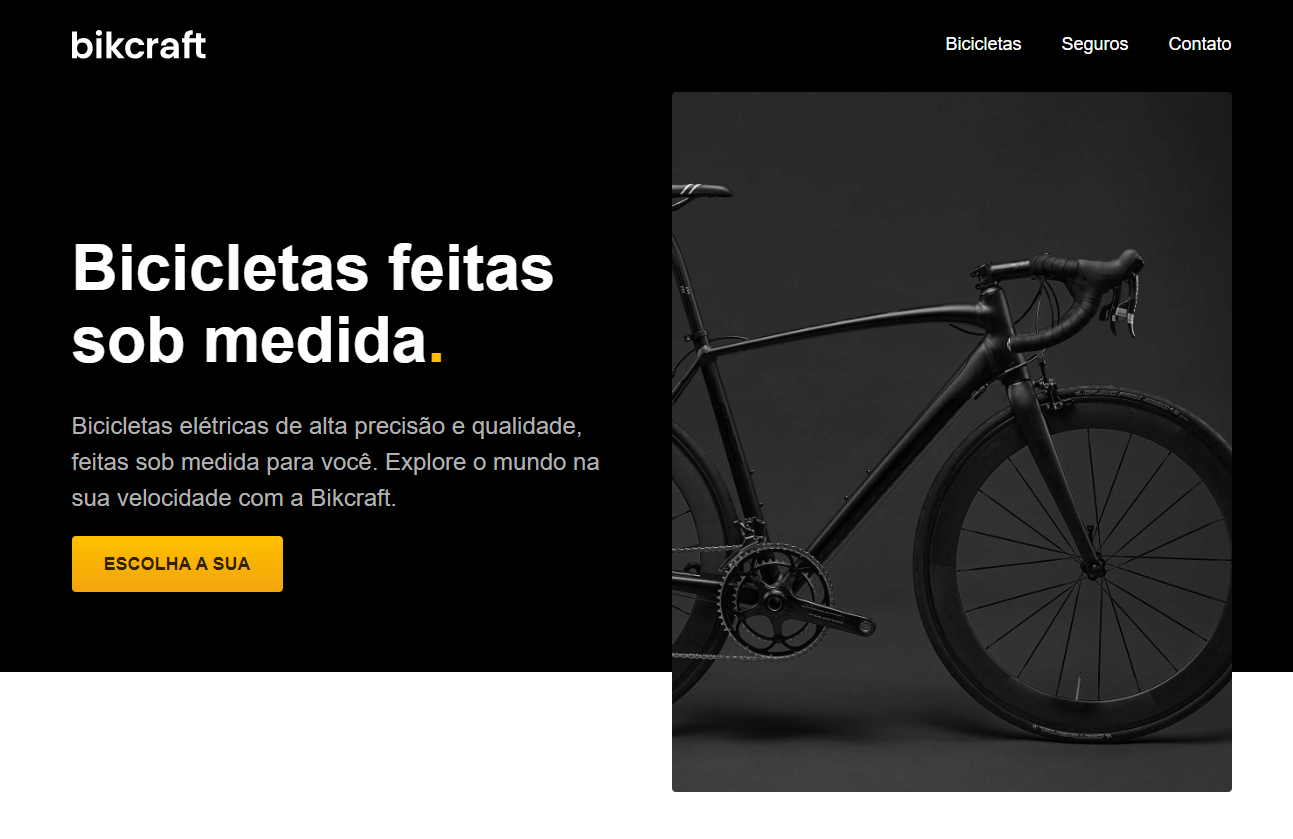 bikcraft
Bicicletas
Seguros
Contato
Bicicletas feitas
sob medida.
Bicicletas elétricas de alta precisão e qualidade,
feitas sob medida para você. Explore o mundo na
sua velocidade com a Bikcraft.
ESCOLHA A SUA